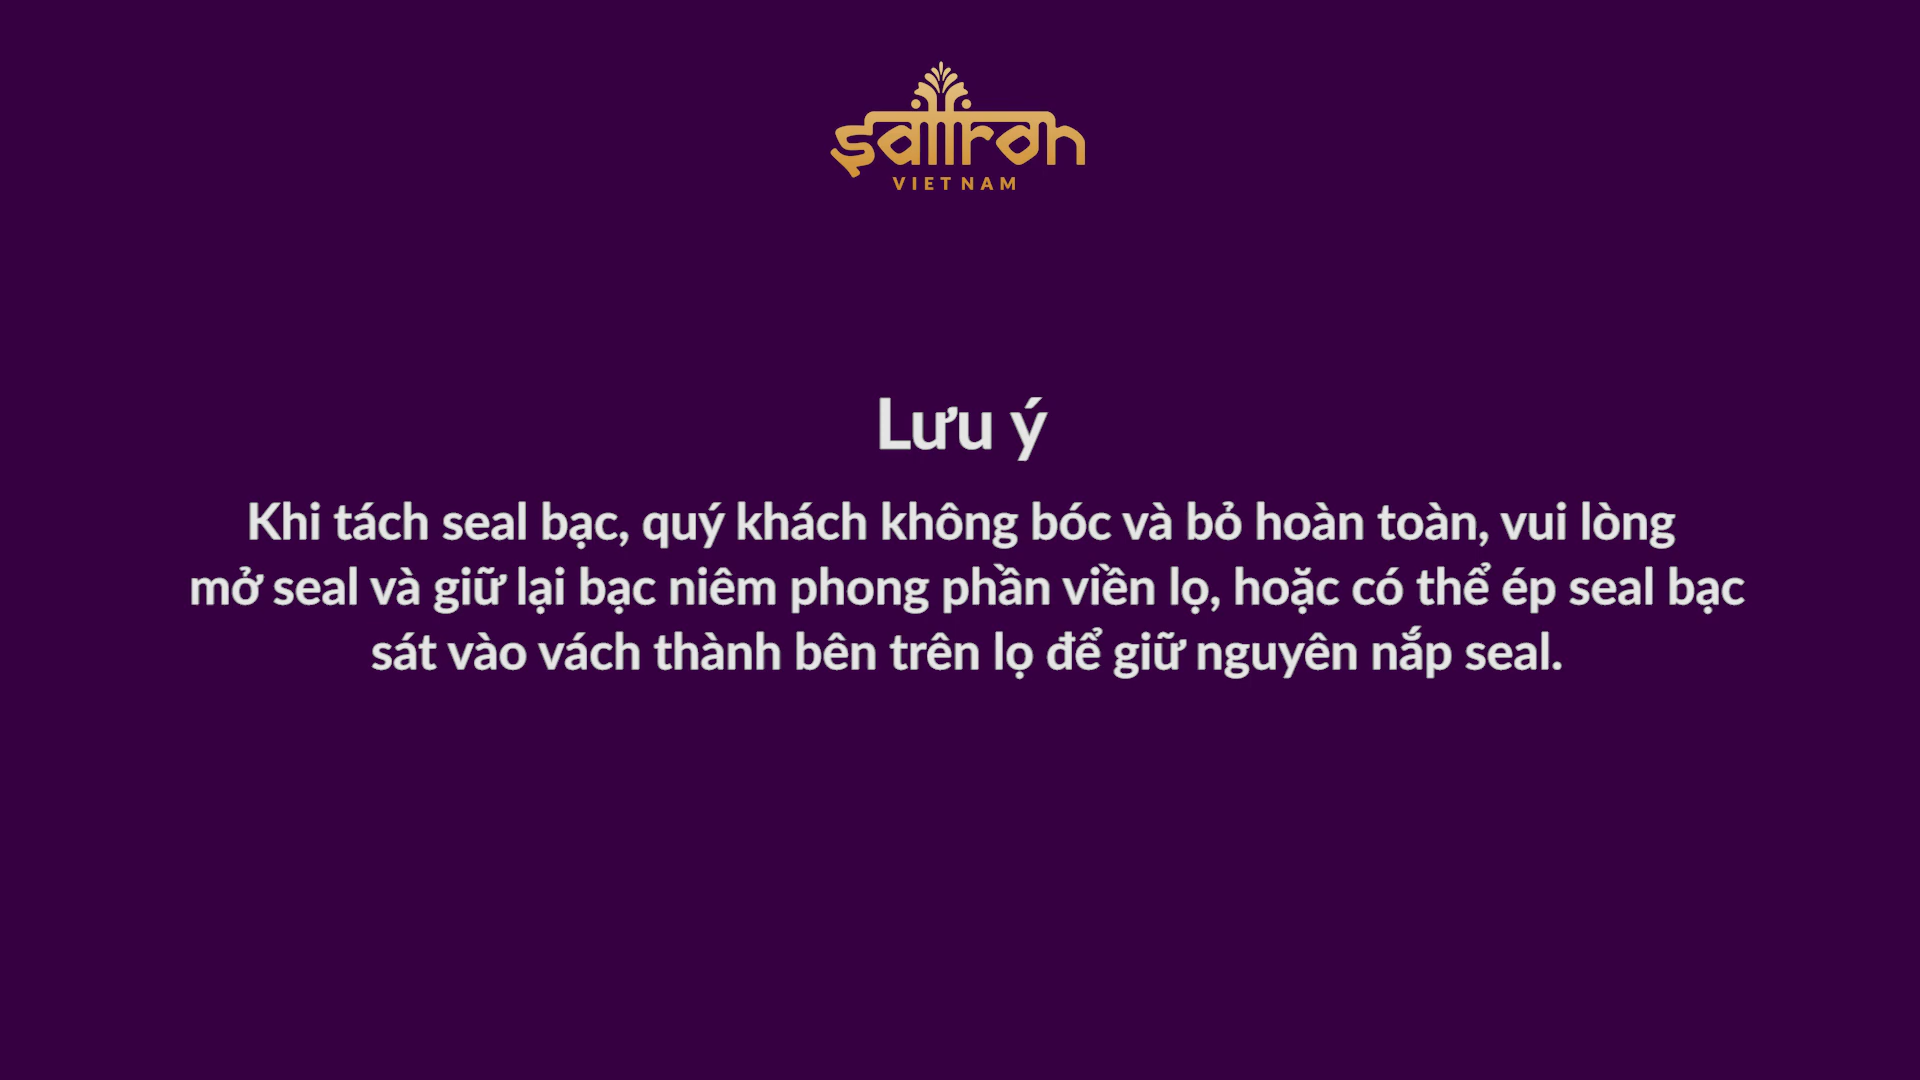 saffron
VIETNAM
Lưu ý
Khi tách seal bạc, quý khách không bóc và bỏ hoàn toàn, vui lòng
mở seal và giữ lại bạc niêm phong phần viền lọ, hoặc có thể ép seal bạc
sát vào vách thành bên trên lọ để giữ nguyên nắp seal.